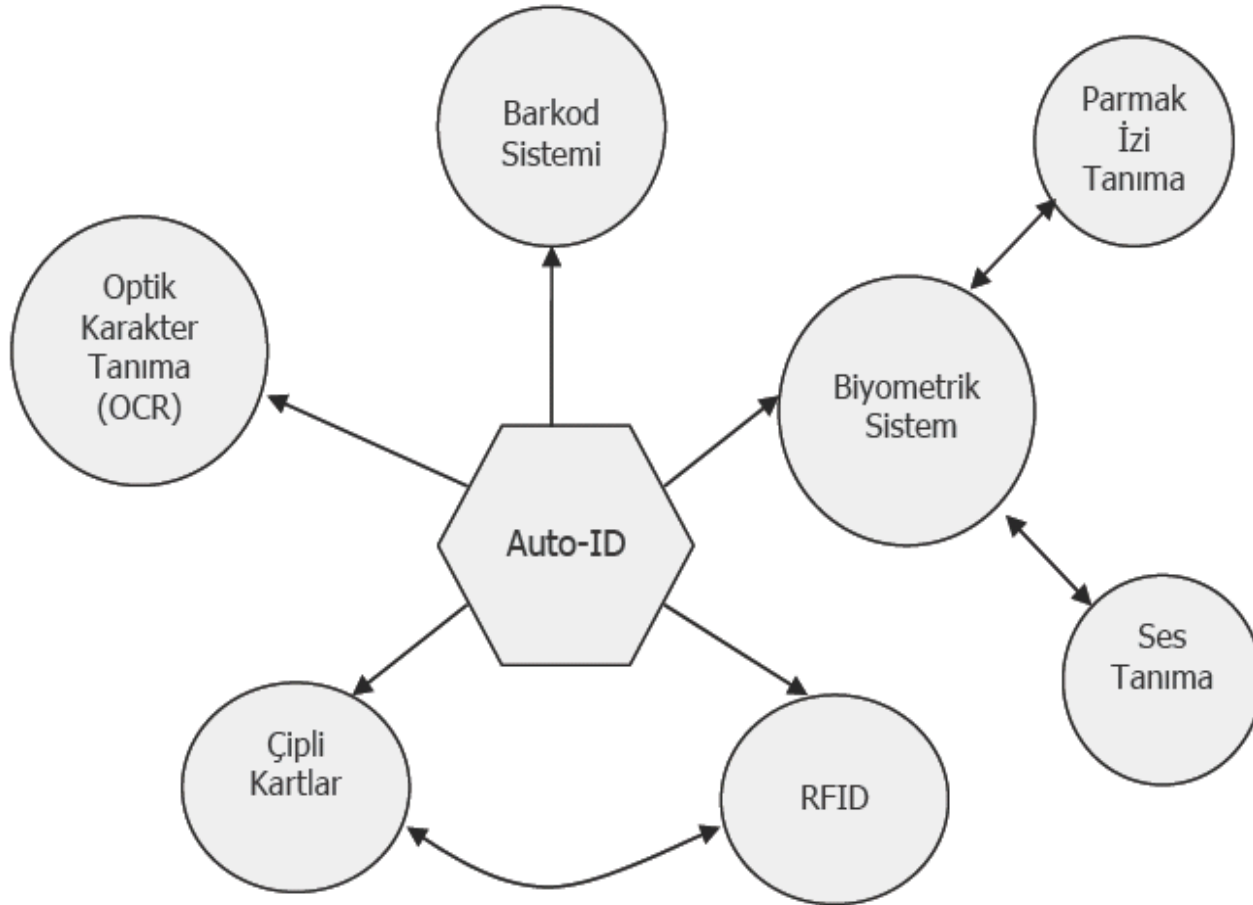 Barkod
Sistemi
Parmak
İzi
Tanıma
Optik
Karakter
Tanıma
(OCR)
Biyometrik
Sistem
Auto-ID
Ses
Tanıma
Çipli
Kartlar
RFID